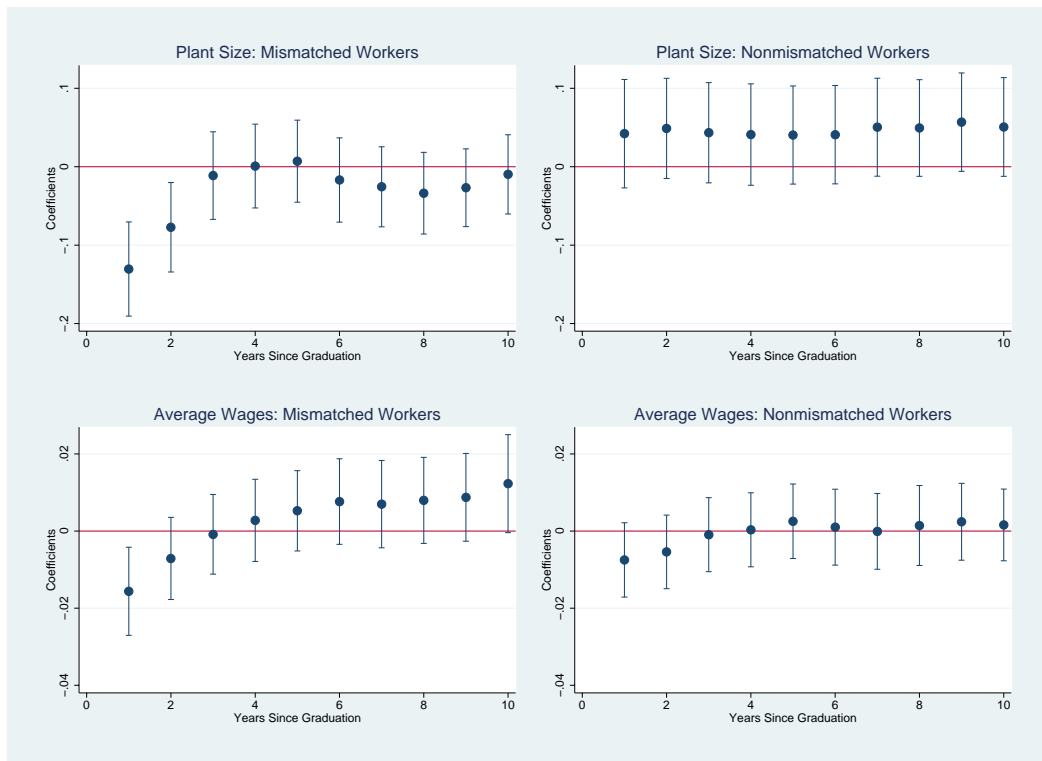 Plant Size: Mismatched Workers
.1
0
−.1
−.2
Coefficients
0 2 4 6 8 10
Years Since Graduation
Plant Size: Nonmismatched Workers
.1
0
−.1
−.2
Coefficients
0 2 4 6 8 10
Years Since Graduation
Average Wages: Mismatched Workers
.02
0
−.02
−.04
Coefficients
0 2 4 6 8 10
Years Since Graduation
Average Wages: Nonmismatched Workers
.02
0
−.02
−.04
Coefficients
0 2 4 6 8 10
Years Since Graduation